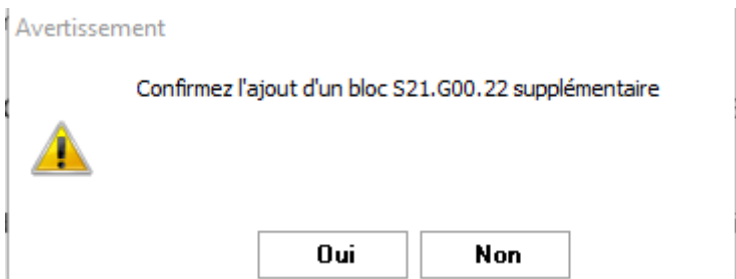 Avertissement
Confirmez l'ajout d'un bloc S21.G00.22 supplémentaire
Oui
Non